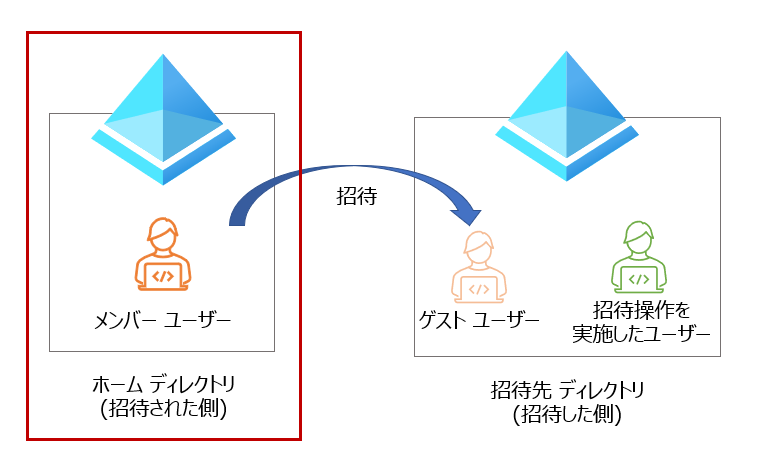 招待
</>
</>
メンバー ユーザー
ゲスト ユーザー
</>
招待操作を
実施したユーザー
ホーム ディレクトリ
(招待された側)
招待先 ディレクトリ
(招待した側)